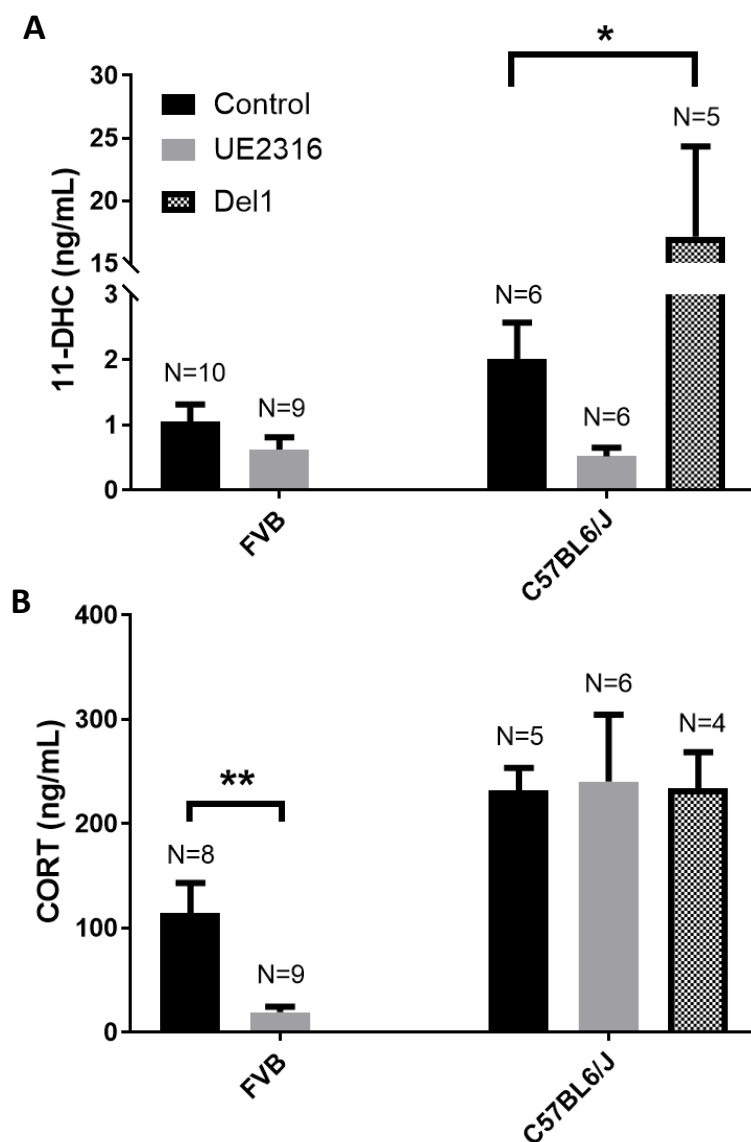 A
*
30
25
20
15
3
2
1
0
11-DHC (ng/mL)
Control
UE2316
Del1
N=10
N=9
N=6
N=6
N=5
FVB
C57BL6/J
B
400
300
200
100
0
CORT (ng/mL)
**
N=8
N=9
N=5
N=6
N=4
FVB
C57BL6/J